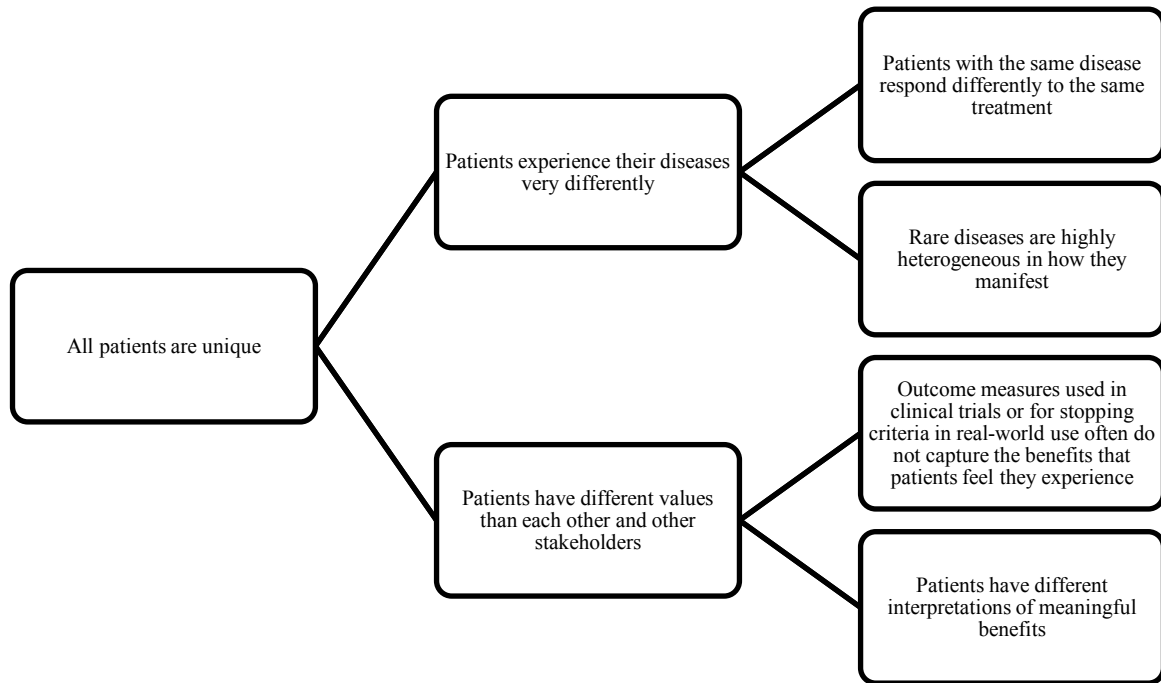 All patients are unique
Patients experience their diseases
very differently
Patients with the same disease
respond differently to the same
treatment
Rare diseases are highly
heterogeneous in how they
manifest
Patients have different values
than each other and other
stakeholders
Outcome measures used in
clinical trials or for stopping
criteria in real-world use often do
not capture the benefits that
patients feel they experience
Patients have different
interpretations of meaningful
benefits